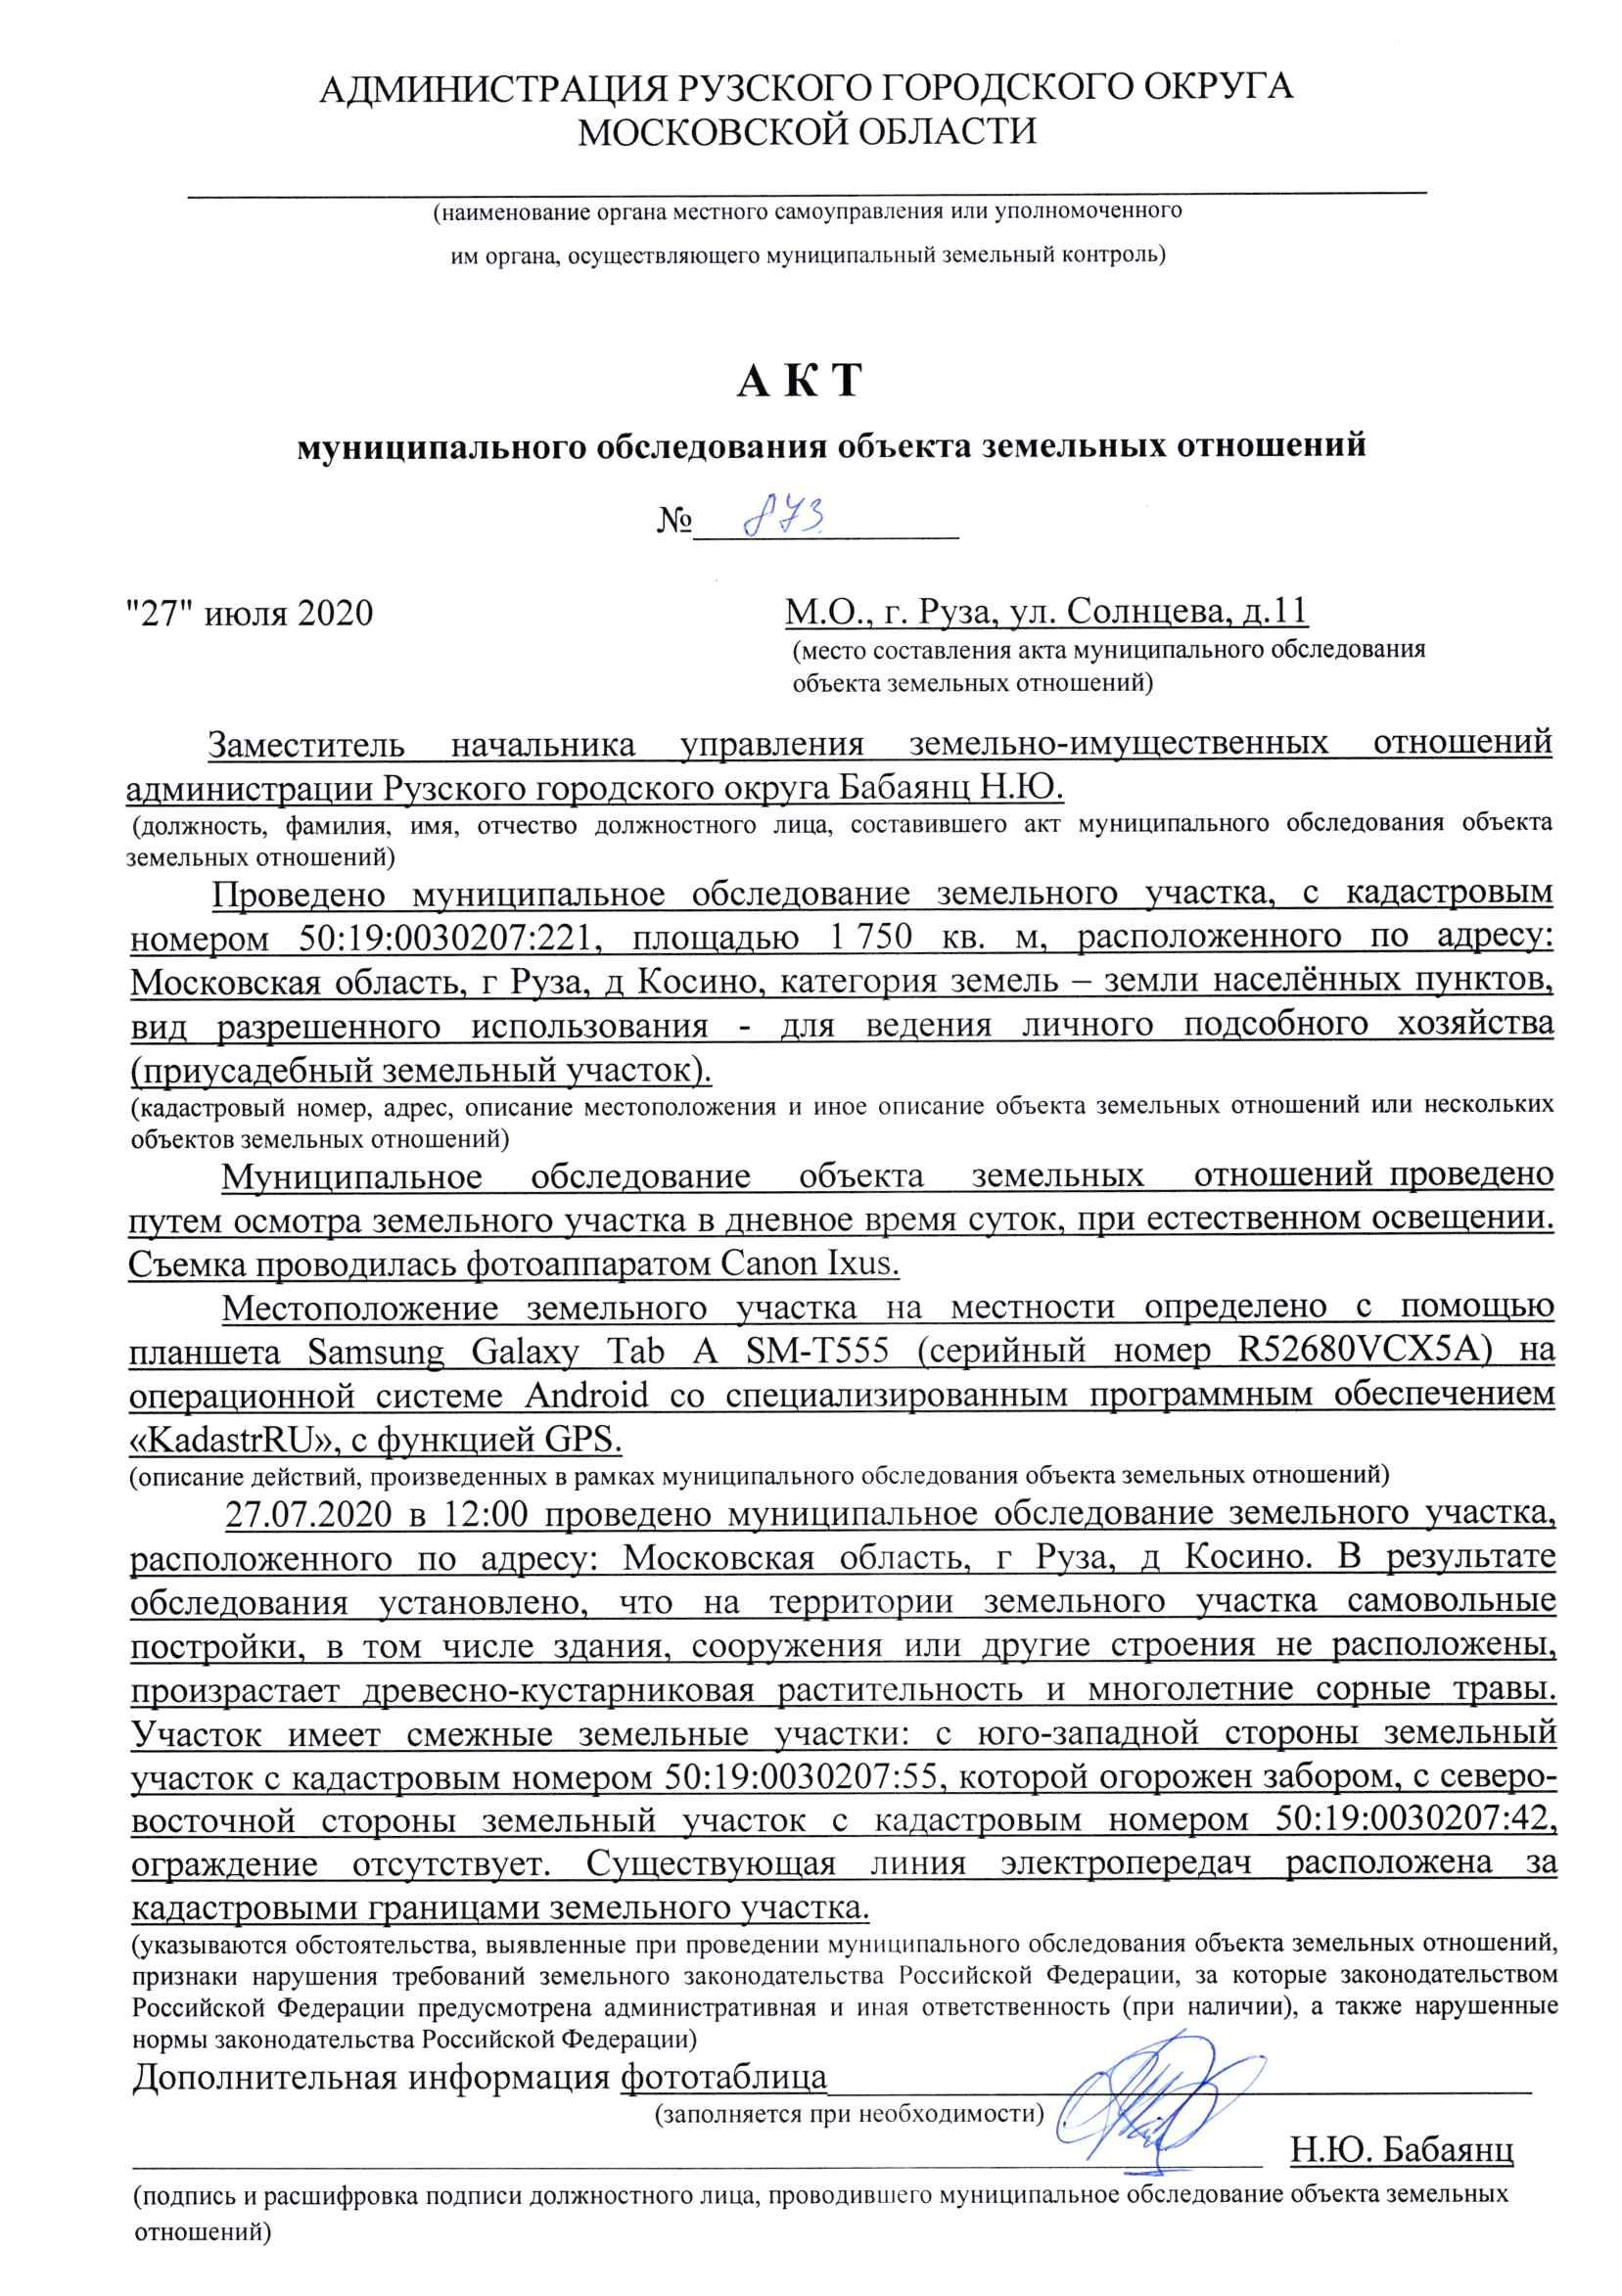 АДМИНИСТРАЦИЯ РУЗСКОГО ГОРОДСКОГО ОКРУГА
МОСКОВСКОЙ ОБЛАСТИ
(наименование органа местного самоуправления или уполномоченного
им органа, осуществляющего муниципальный земельный контроль)
А К Т
муниципального обследования объекта земельных отношений
№ 873
"27" июля 2020
М.О., г. Руза, ул. Солнцева, д.11
(место составления акта муниципального обследования
объекта земельных отношений)
Заместитель начальника управления земельно-имущественных отношений
администрации Рузского городского округа Бабаянц Н.Ю.
(должность, фамилия, имя, отчество должностного лица, составившего акт муниципального обследования объекта
земельных отношений)
Проведено муниципальное обследование земельного участка, с кадастровым
номером 50:19:0030207:221, площадью 1 750 кв. м, расположенного по адресу:
Московская область, г Руза, д Косино, категория земель – земли населённых пунктов,
вид разрешенного использования - для ведения личного подсобного хозяйства
(приусадебный земельный участок).
(кадастровый номер, адрес, описание местоположения и иное описание объекта земельных отношений или нескольких
объектов земельных отношений)
Муниципальное обследование объекта земельных отношений проведено
путем осмотра земельного участка в дневное время суток, при естественном освещении.
Съемка проводилась фотоаппаратом Canon Ixus.
Местоположение земельного участка на местности определено с помощью
планшета Samsung Galaxy Tab A SM-T555 (серийный номер R52680VCX5A) на
операционной системе Android со специализированным программным обеспечением
«KadastrRU», с функцией GPS.
(описание действий, произведенных в рамках муниципального обследования объекта земельных отношений)
27.07.2020 в 12:00 проведено муниципальное обследование земельного участка,
расположенного по адресу: Московская область, г Руза, д Косино. В результате
обследования установлено, что на территории земельного участка самовольные
постройки, в том числе здания, сооружения или другие строения не расположены,
произрастает древесно-кустарниковая растительность и многолетние сорные травы.
Участок имеет смежные земельные участки: с юго-западной стороны земельный
участок с кадастровым номером 50:19:0030207:55, которой огорожен забором, с северо-
восточной стороны земельный участок с кадастровым номером 50:19:0030207:42,
ограждение отсутствует. Существующая линия электропередач расположена за
кадастровыми границами земельного участка.
(указываются обстоятельства, выявленные при проведении муниципального обследования объекта земельных отношений,
признаки нарушения требований земельного законодательства Российской Федерации, за которые законодательством
Российской Федерации предусмотрена административная и иная ответственность (при наличии), а также нарушенные
нормы законодательства Российской Федерации)
Дополнительная информация фототаблица
(заполняется при необходимости)
Н.Ю. Бабаянц
(подпись и расшифровка подписи должностного лица, проводившего муниципальное обследование объекта земельных
отношений)